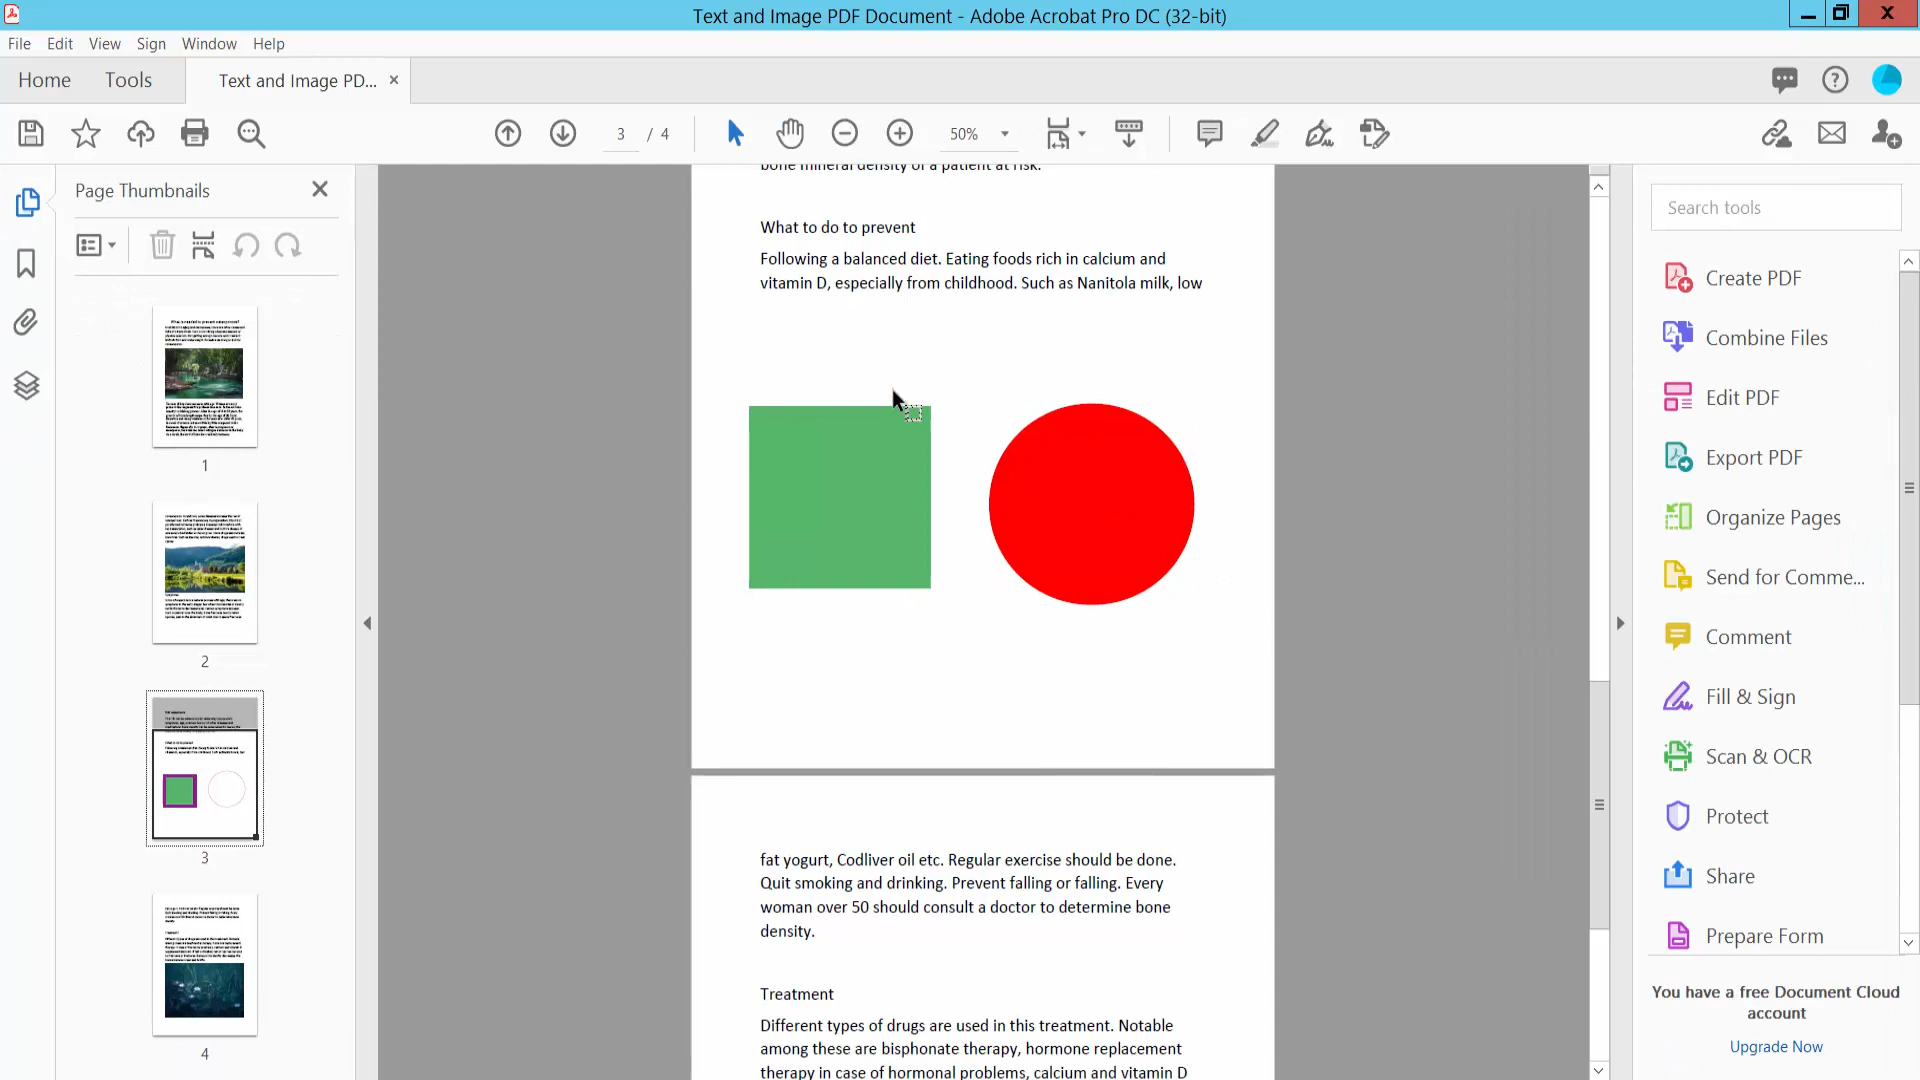 Text and Image PDF Document - Adobe Acrobat Pro DC (32-bit)
File Edit View Sign Window Help
Home Tools Text and Image PD... ×
3 / 4 50%
Page Thumbnails
1
2
3
4
bone mineral density of a patient at risk.
What to do to prevent
Following a balanced diet. Eating foods rich in calcium and
vitamin D, especially from childhood. Such as Nanitola milk, low
fat yogurt, Codliver oil etc. Regular exercise should be done.
Quit smoking and drinking. Prevent falling or falling. Every
woman over 50 should consult a doctor to determine bone
density.
Treatment
Different types of drugs are used in this treatment. Notable
among these are bisphonate therapy, hormone replacement
therapy in case of hormonal problems, calcium and vitamin D
Search tools
Create PDF
Combine Files
Edit PDF
Export PDF
Organize Pages
Send for Comme...
Comment
Fill & Sign
Scan & OCR
Protect
Share
Prepare Form
You have a free Document Cloud
account
Upgrade Now